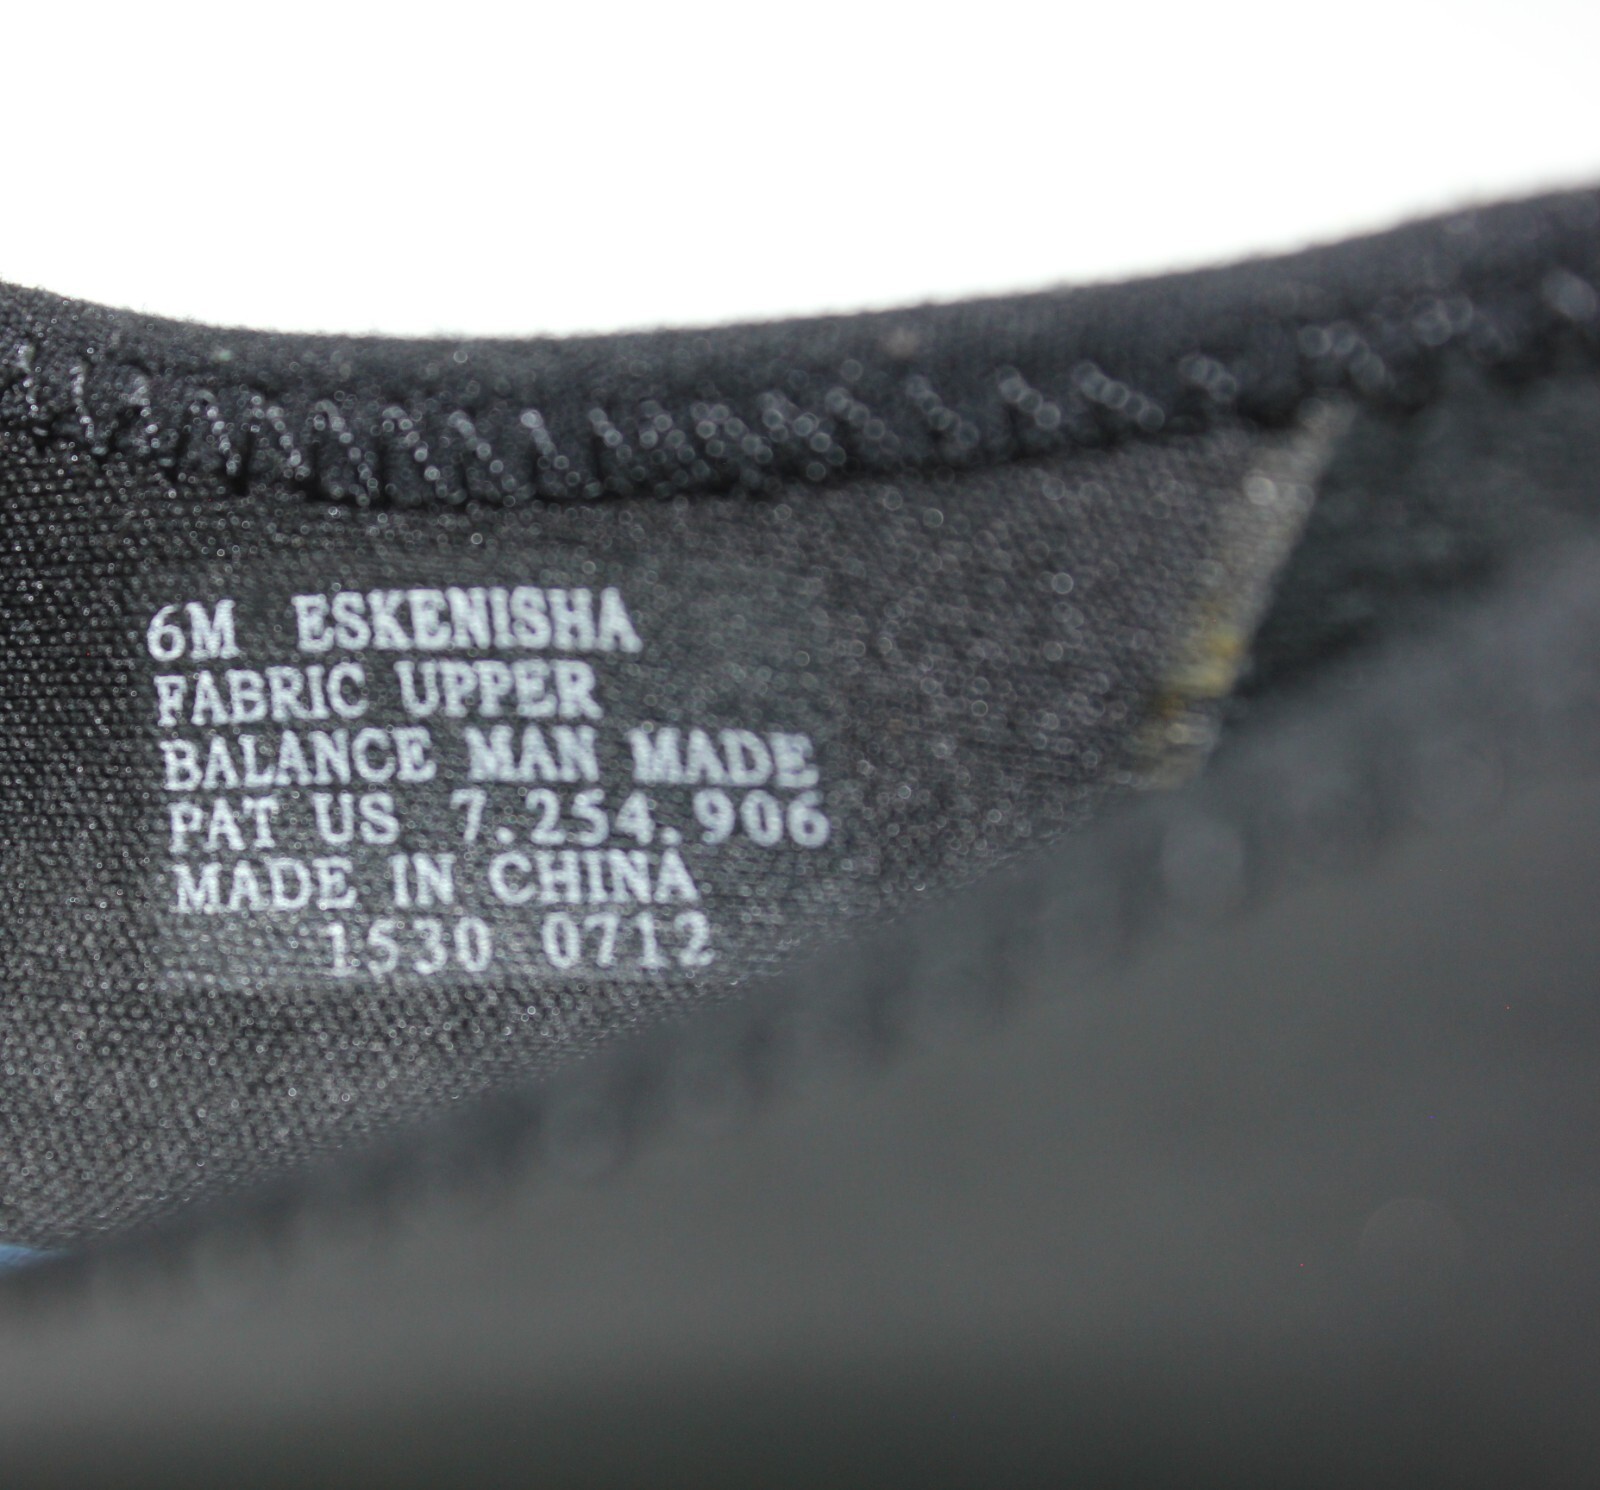 6M ESKENISHA
FABRIC UPPER
BALANCE MAN MADE
PAT US 7.254.906
MADE IN CHINA
1530 0712